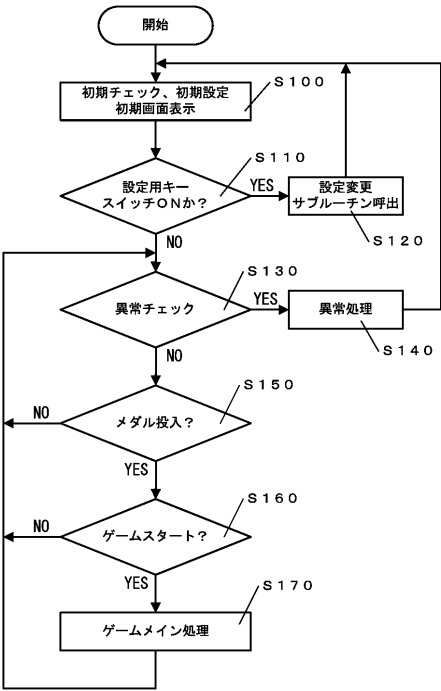 開始
初期チェック、初期設定
初期画面表示
S100
設定用キー
スイッチONか?
S110
YES
設定変更
サブルーチン呼出
S120
NO
異常チェック
S130
YES
異常処理
S140
NO
メダル投入?
S150
NO
YES
ゲームスタート?
S160
NO
YES
ゲームメイン処理
S170